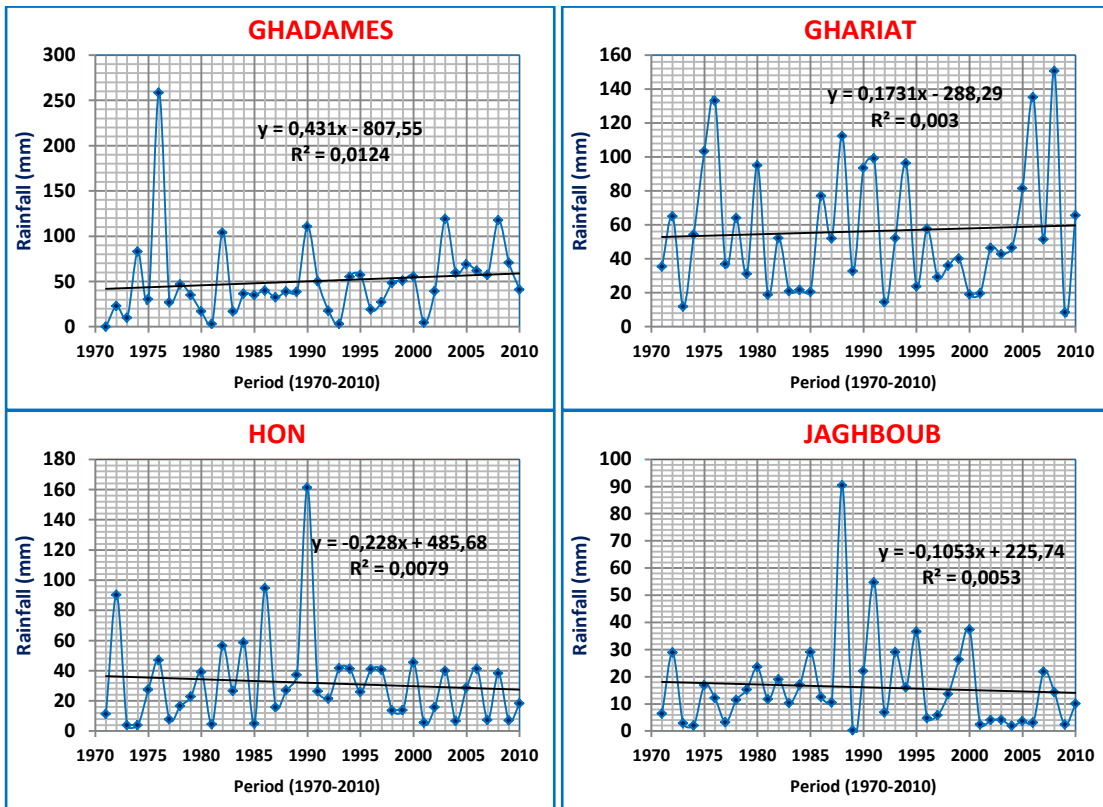 GHADAMES
Rainfall (mm)
300
250
200
150
100
50
0
y = 0,431x - 807,55
R² = 0,0124
1970 1975 1980 1985 1990 1995 2000 2005 2010
Period (1970-2010)
GHARIAT
Rainfall (mm)
160
140
120
100
80
60
40
20
0
y = 0,1731x - 288,29
R² = 0,003
1970 1975 1980 1985 1990 1995 2000 2005 2010
Period (1970-2010)
HON
Rainfall (mm)
180
160
140
120
100
80
60
40
20
0
y = -0,228x + 485,68
R² = 0,0079
1970 1975 1980 1985 1990 1995 2000 2005 2010
Period (1970-2010)
JAGHBOUB
Rainfall (mm)
100
90
80
70
60
50
40
30
20
10
0
y = -0,1053x + 225,74
R² = 0,0053
1970 1975 1980 1985 1990 1995 2000 2005 2010
Period (1970-2010)